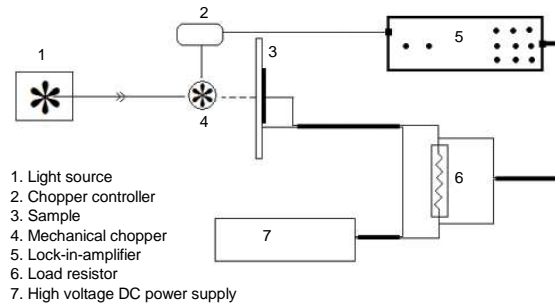 2
1
3
5
4
6
7
1. Light source
2. Chopper controller
3. Sample
4. Mechanical chopper
5. Lock-in-amplifier
6. Load resistor
7. High voltage DC power supply